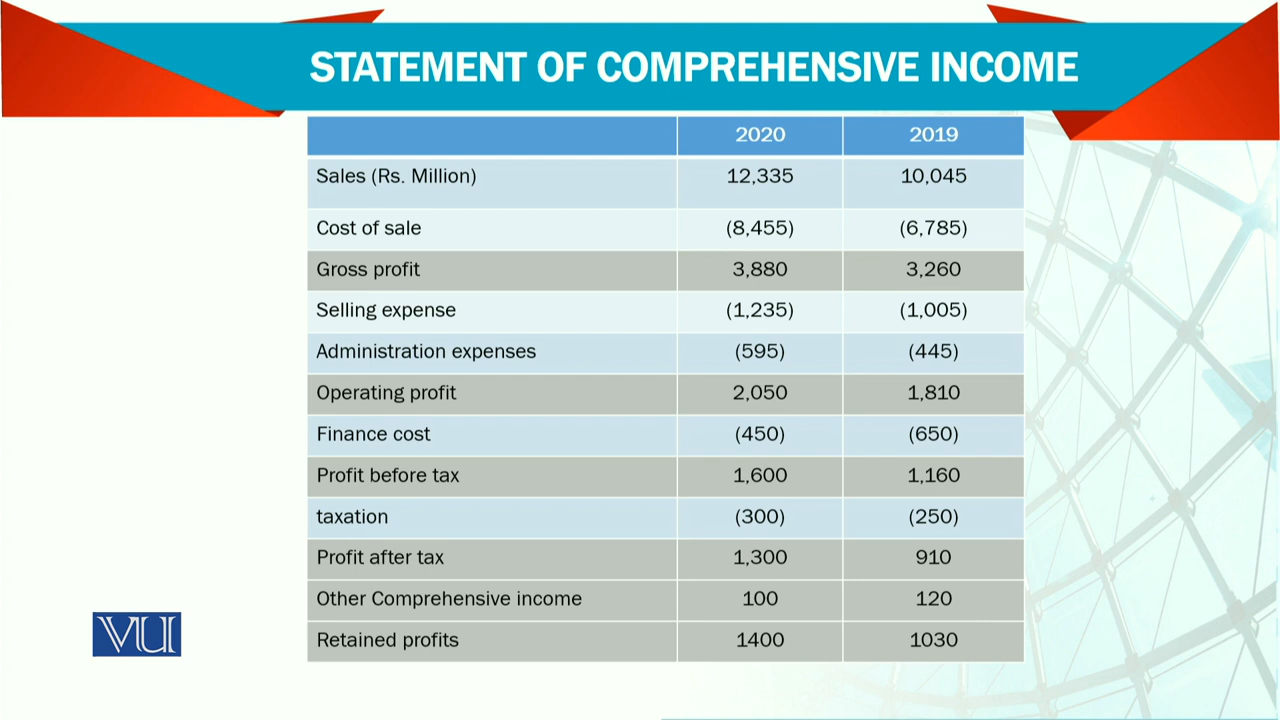 STATEMENT OF COMPREHENSIVE INCOME
2020 2019
Sales (Rs. Million) 12,335 10,045
Cost of sale (8,455) (6,785)
Gross profit 3,880 3,260
Selling expense (1,235) (1,005)
Administration expenses (595) (445)
Operating profit 2,050 1,810
Finance cost (450) (650)
Profit before tax 1,600 1,160
taxation (300) (250)
Profit after tax 1,300 910
Other Comprehensive income 100 120
Retained profits 1400 1030
VU